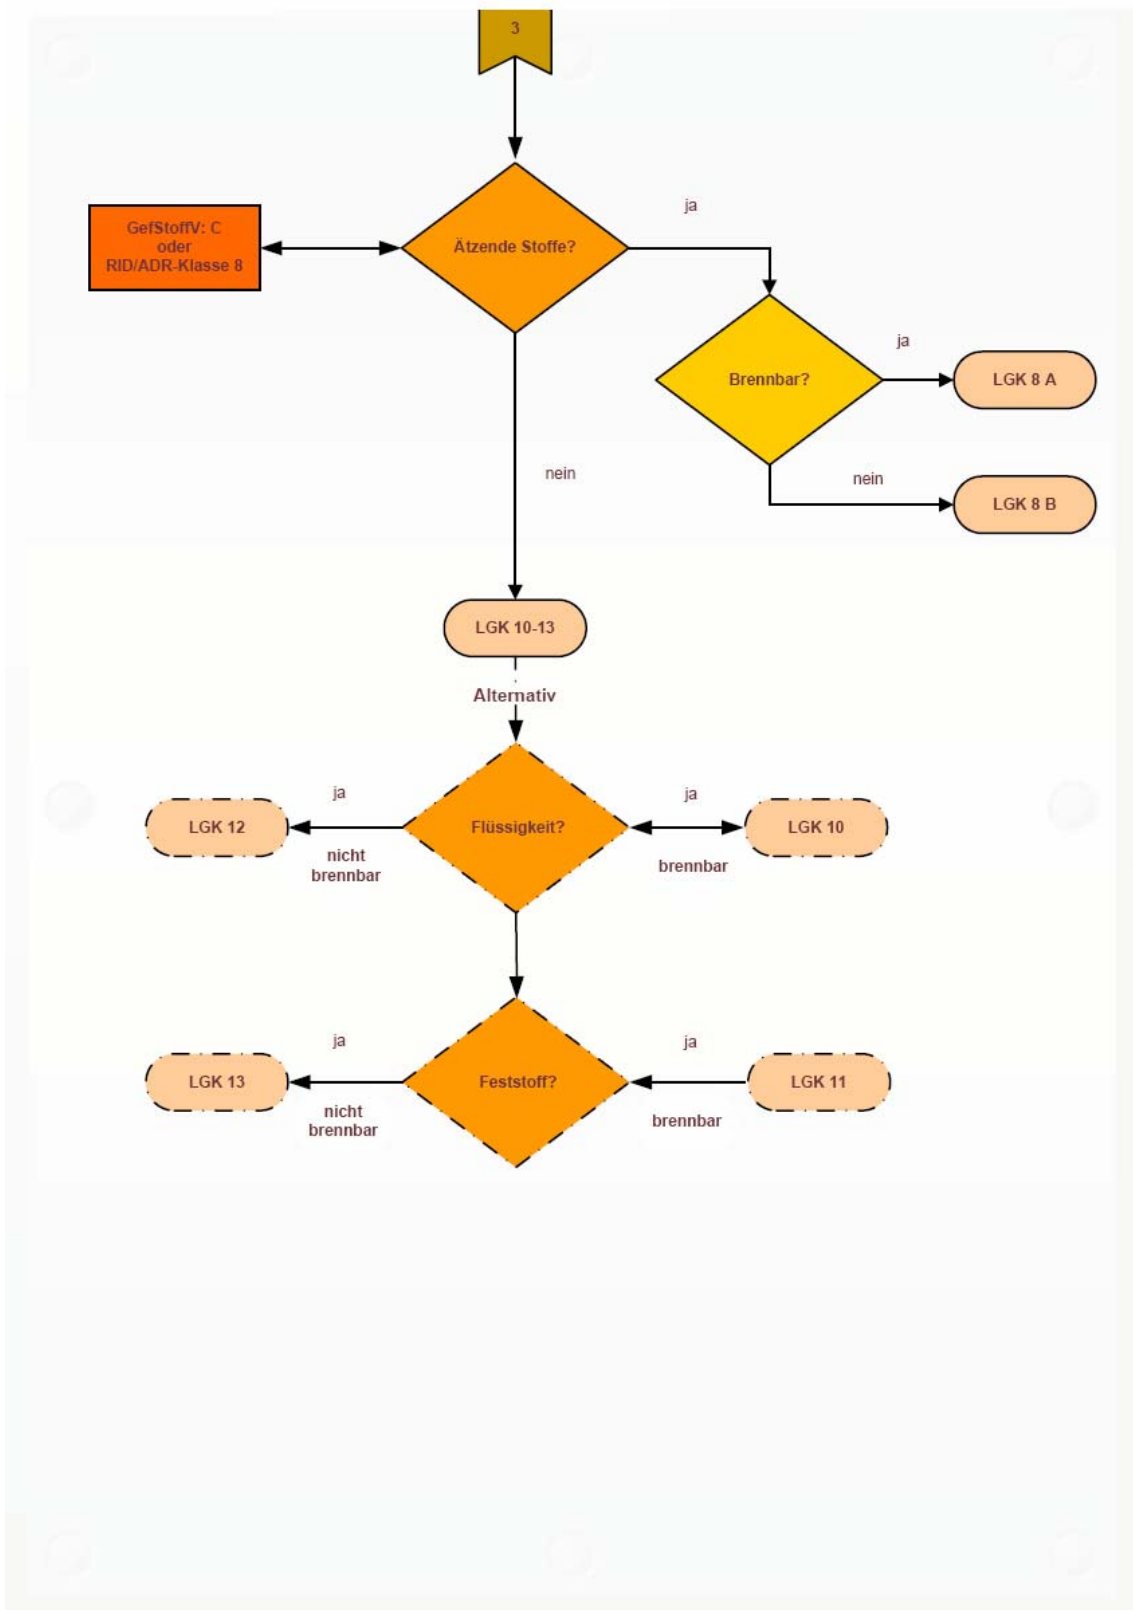 3
GefStoffV: C
oder
RID/ADR-Klasse 8
Ätzende Stoffe?
ja
Brennbar?
ja
LGK 8 A
nein
LGK 8 B
nein
LGK 10-13
Alternativ
LGK 12
ja
nicht
brennbar
Flüssigkeit?
ja
brennbar
LGK 10
LGK 13
ja
nicht
brennbar
Feststoff?
ja
brennbar
LGK 11